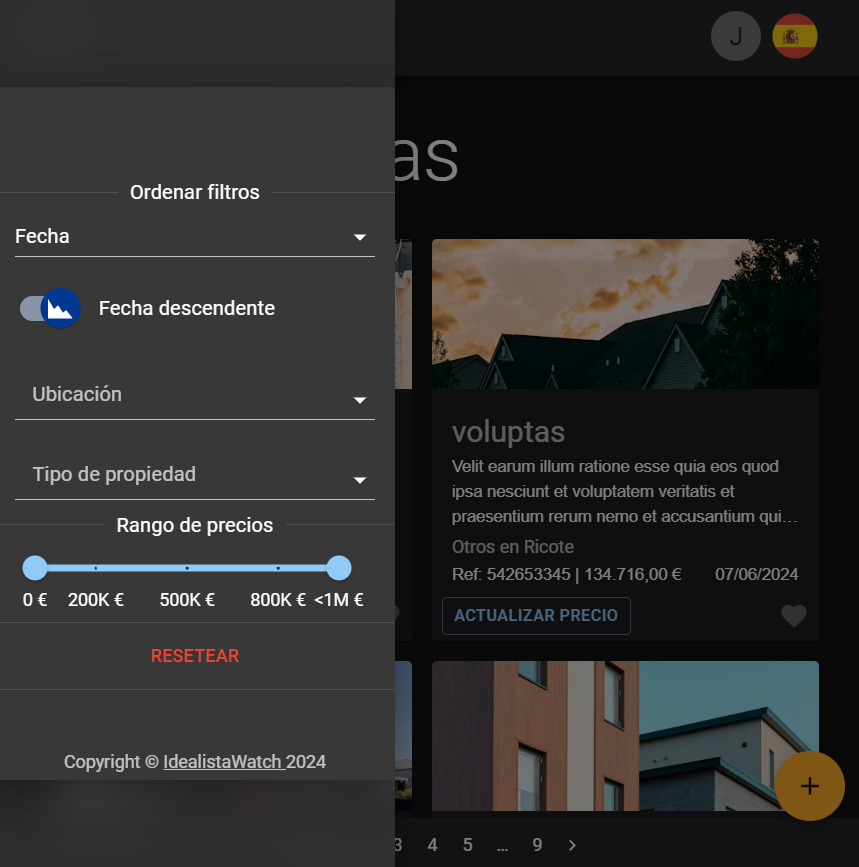 J
as
Ordenar filtros
Fecha
Fecha descendente
Ubicación
Tipo de propiedad
Rango de precios
0 € 200K € 500K € 800K € <1M €
RESETEAR
Copyright © IdealistaWatch 2024
voluptas
Velit earum illum ratione esse quia eos quod
ipsa nesciunt et voluptatem veritatis et
praesentium rerum nemo et accusantium qui…
Otros en Ricote
Ref: 542653345 | 134.716,00 € 07/06/2024
ACTUALIZAR PRECIO
+
3 4 5 … 9 >